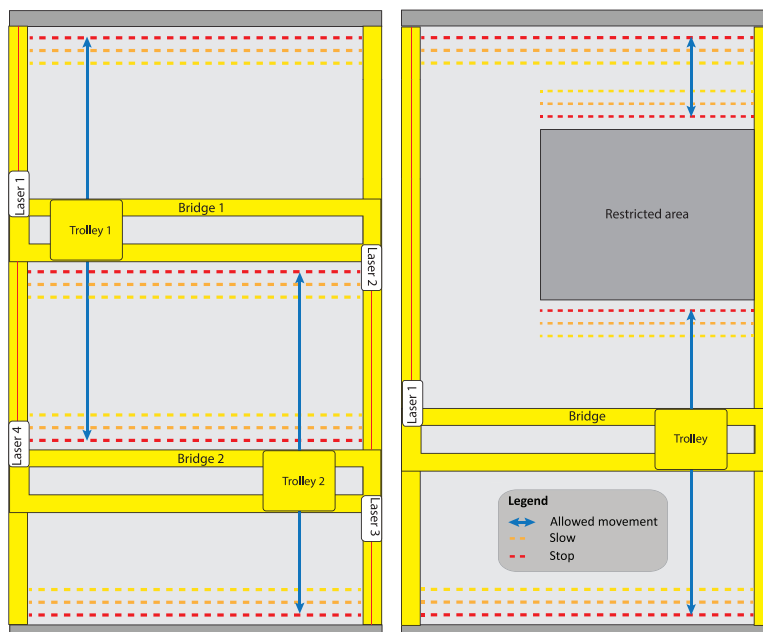 Laser 1
Bridge 1
Trolley 1
Laser 2
Laser 4
Bridge 2
Trolley 2
Laser 3
Restricted area
Laser 1
Bridge
Trolley
Legend
Allowed movement
Slow
Stop